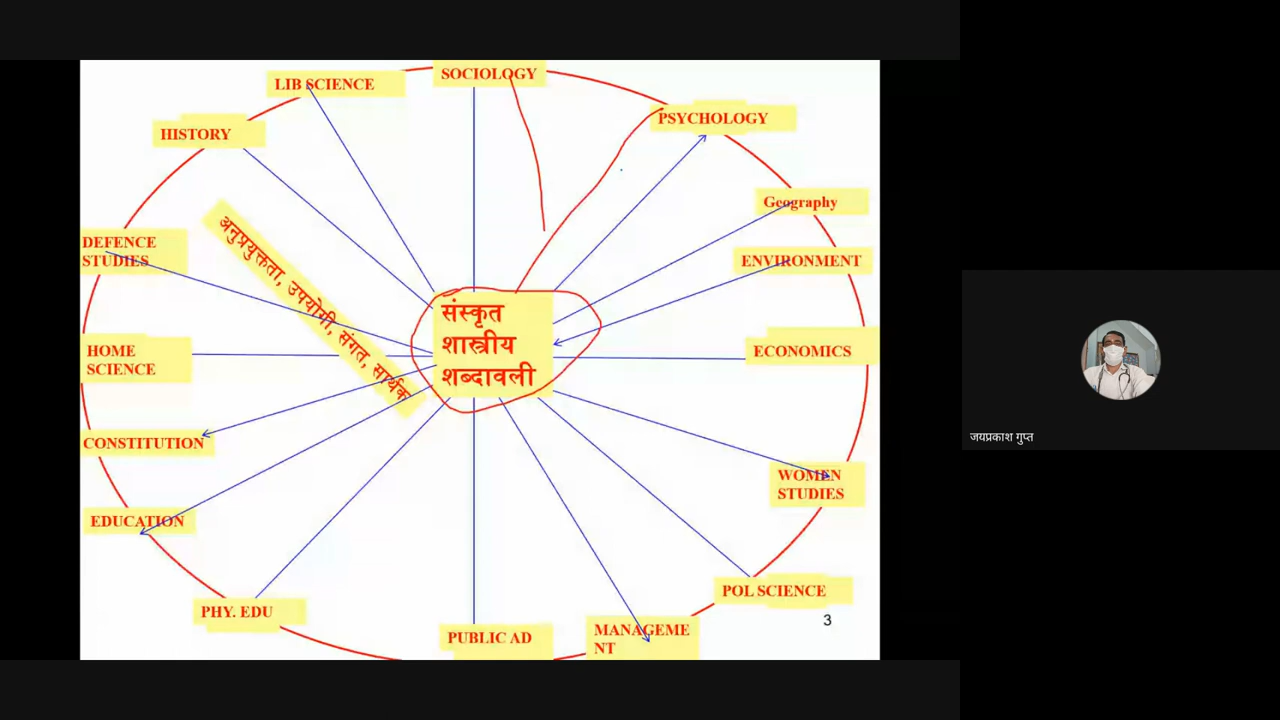 SOCIOLOGY
LIB SCIENCE
PSYCHOLOGY
HISTORY
Geography
DEFENCE
STUDIES
ENVIRONMENT
अनुप्रयुक्तता, उपयोगी, संगत, सार्थक
संस्कृत
शास्त्रीय
शब्दावली
HOME
SCIENCE
ECONOMICS
CONSTITUTION
WOMEN
STUDIES
EDUCATION
POL SCIENCE
PHY. EDU
PUBLIC AD
MANAGEME
NT
3
जयप्रकाश गुप्त